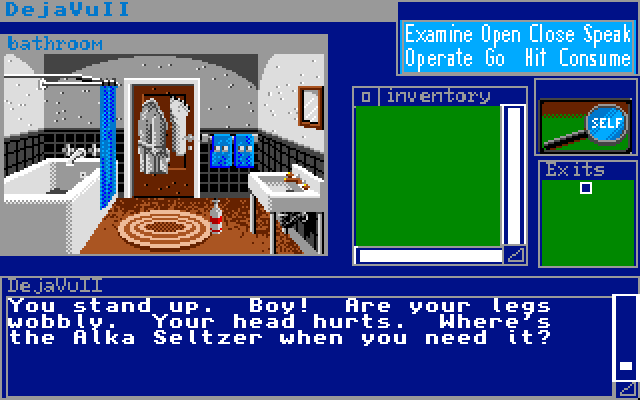 DejaVuII
Examine Open Close Speak
Operate Go Hit Consume
bathroom
inventory
SELF
Exits
DejaVuII
You stand up. Boy! Are your legs
wobbly. Your head hurts. Where's
the Alka Seltzer when you need it?